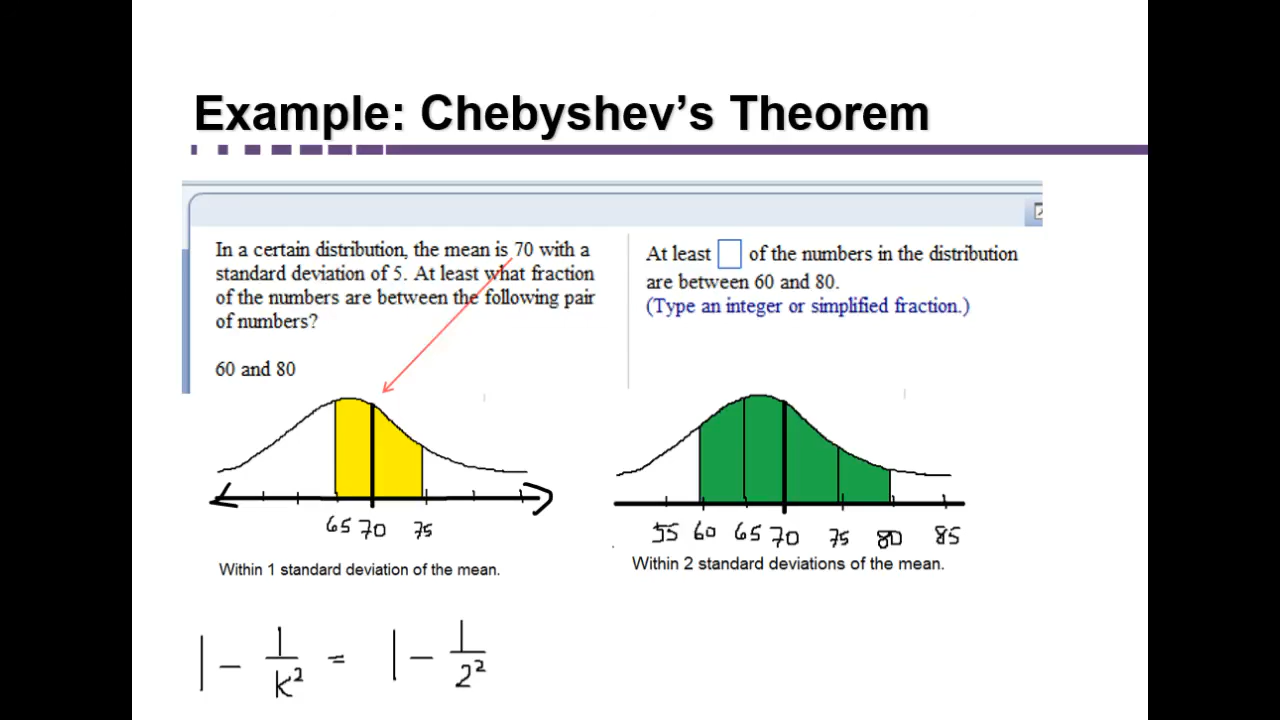 Example: Chebyshev's Theorem
In a certain distribution, the mean is 70 with a
standard deviation of 5. At least what fraction
of the numbers are between the following pair
of numbers?
60 and 80
At least of the numbers in the distribution
are between 60 and 80.
(Type an integer or simplified fraction.)
65 70 75
Within 1 standard deviation of the mean.
55 60 65 70 75 80 85
Within 2 standard deviations of the mean.
1 - 1/K² = 1 - 1/2²